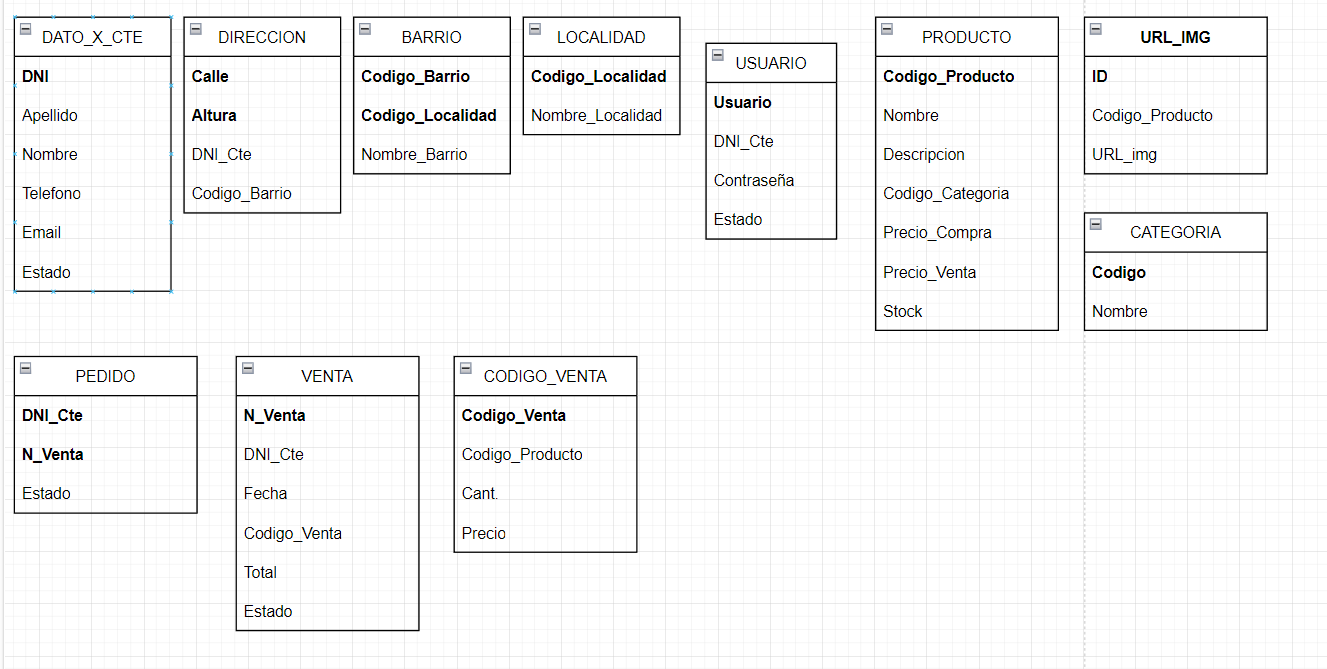 DATO_X_CTE
DNI
Apellido
Nombre
Telefono
Email
Estado
DIRECCION
Calle
Altura
DNI_Cte
Codigo_Barrio
BARRIO
Codigo_Barrio
Codigo_Localidad
Nombre_Barrio
LOCALIDAD
Codigo_Localidad
Nombre_Localidad
USUARIO
Usuario
DNI_Cte
Contraseña
Estado
PRODUCTO
Codigo_Producto
Nombre
Descripcion
Codigo_Categoria
Precio_Compra
Precio_Venta
Stock
URL_IMG
ID
Codigo_Producto
URL_img
CATEGORIA
Codigo
Nombre
PEDIDO
DNI_Cte
N_Venta
Estado
VENTA
N_Venta
DNI_Cte
Fecha
Codigo_Venta
Total
Estado
CODIGO_VENTA
Codigo_Venta
Codigo_Producto
Cant.
Precio